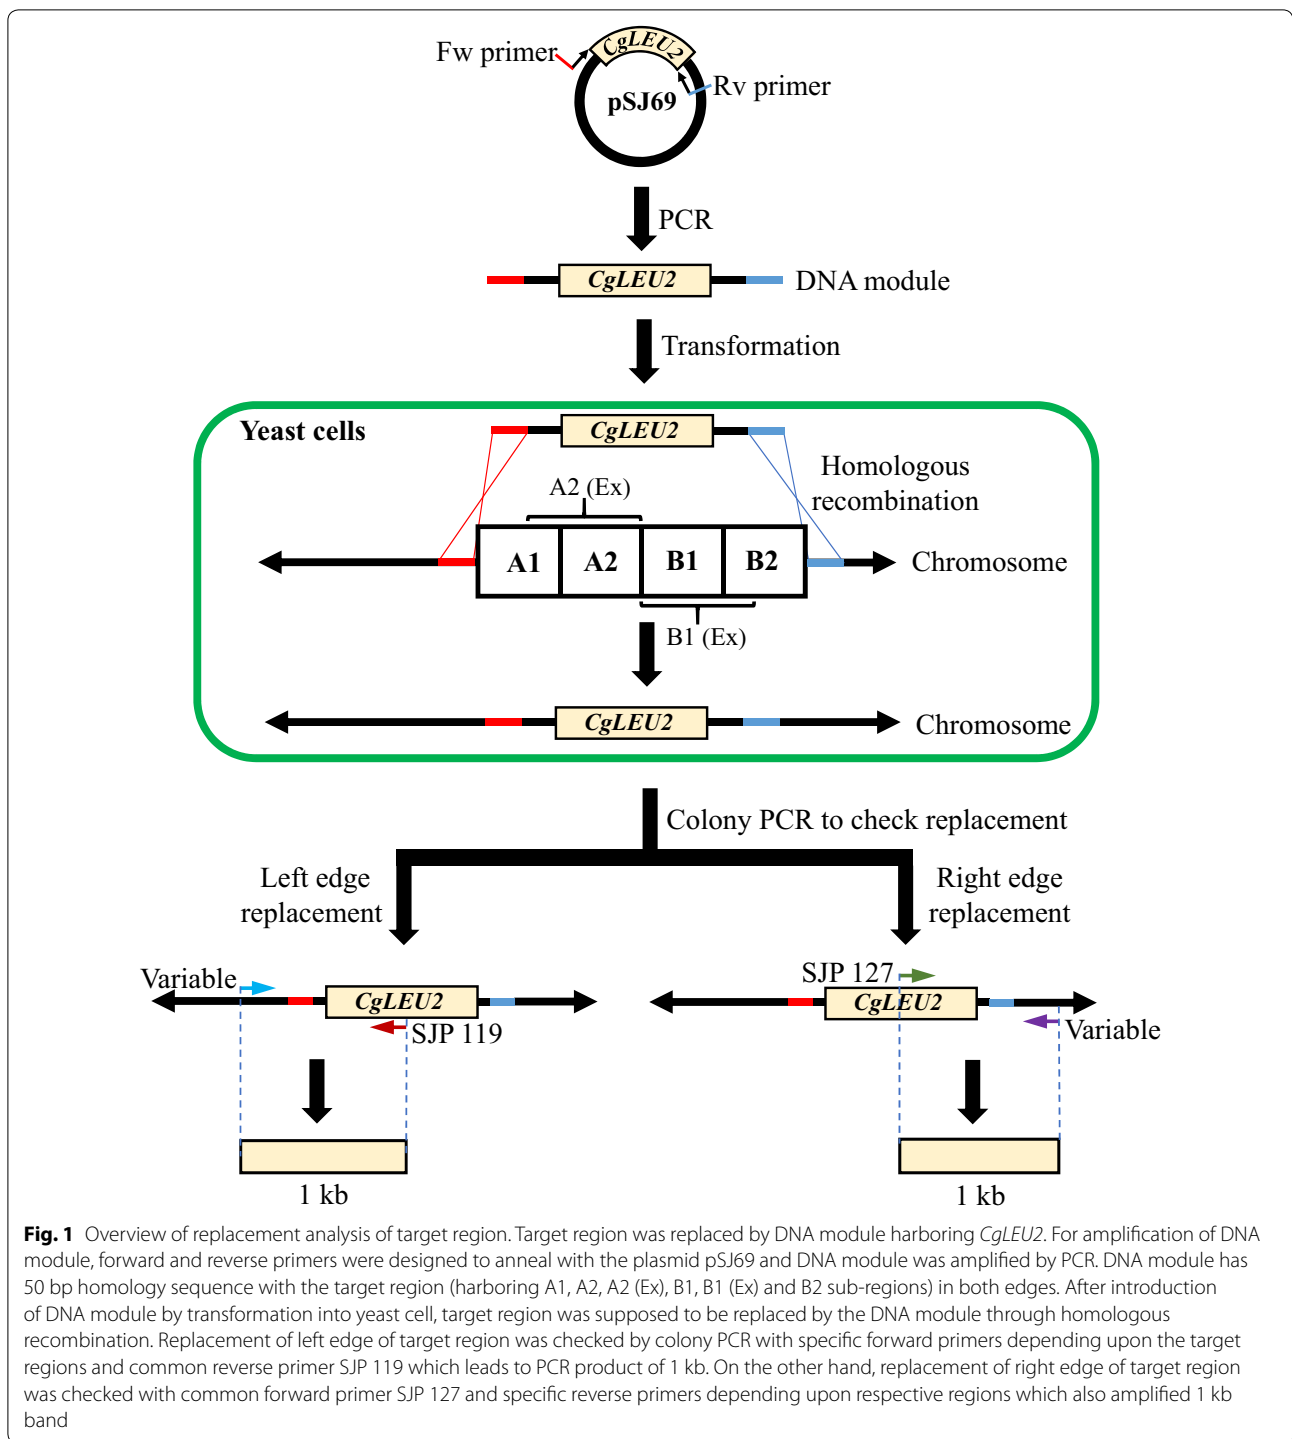 CgLEU2
Fw primer
Rv primer
pSJ69
PCR
CgLEU2
DNA module
Transformation
Yeast cells
CgLEU2
Homologous
recombination
A2 (Ex)
A1 A2 B1 B2
Chromosome
B1 (Ex)
CgLEU2
Chromosome
Colony PCR to check replacement
Left edge
replacement
Right edge
replacement
Variable
CgLEU2
SJP 119
SJP 127
CgLEU2
Variable
1 kb
1 kb
Fig. 1 Overview of replacement analysis of target region. Target region was replaced by DNA module harboring CgLEU2. For amplification of DNA
module, forward and reverse primers were designed to anneal with the plasmid pSJ69 and DNA module was amplified by PCR. DNA module has
50 bp homology sequence with the target region (harboring A1, A2, A2 (Ex), B1, B1 (Ex) and B2 sub-regions) in both edges. After introduction
of DNA module by transformation into yeast cell, target region was supposed to be replaced by the DNA module through homologous
recombination. Replacement of left edge of target region was checked by colony PCR with specific forward primers depending upon the target
regions and common reverse primer SJP 119 which leads to PCR product of 1 kb. On the other hand, replacement of right edge of target region
was checked with common forward primer SJP 127 and specific reverse primers depending upon respective regions which also amplified 1 kb
band